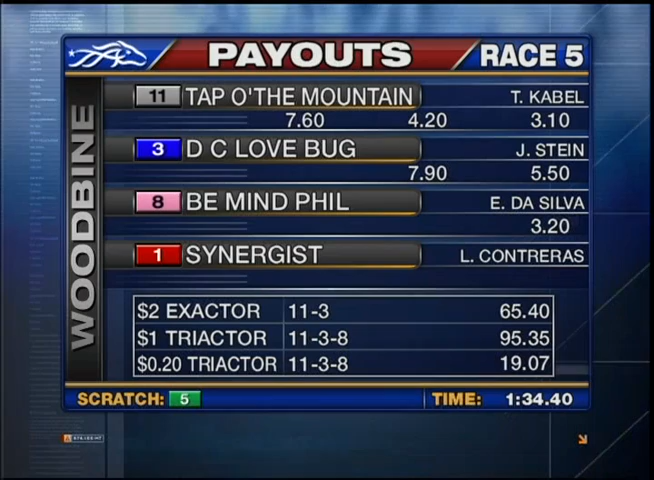 PAYOUTS RACE 5
WOODBINE
11 TAP O'THE MOUNTAIN T. KABEL
7.60 4.20 3.10
3 D C LOVE BUG J. STEIN
7.90 5.50
8 BE MIND PHIL E. DA SILVA
3.20
1 SYNERGIST L. CONTRERAS
$2 EXACTOR 11-3 65.40
$1 TRIACTOR 11-3-8 95.35
$0.20 TRIACTOR 11-3-8 19.07
SCRATCH: 5 TIME: 1:34.40